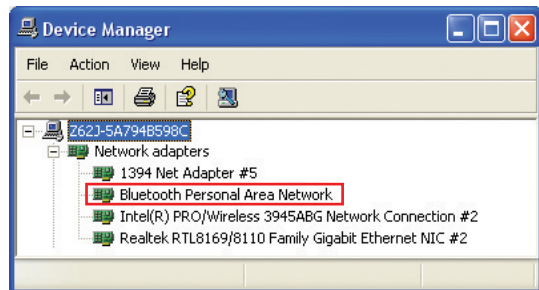 Device Manager
File Action View Help
Z62J-5A794B598C
Network adapters
1394 Net Adapter #5
Bluetooth Personal Area Network
Intel(R) PRO/Wireless 3945ABG Network Connection #2
Realtek RTL8169/8110 Family Gigabit Ethernet NIC #2